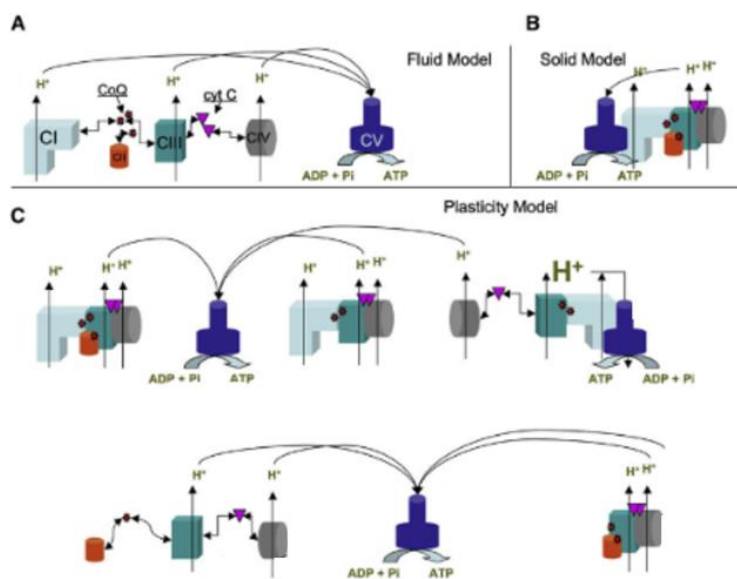 A
Fluid Model
H⁺ H⁺ H⁺
CoQ
cyt C
CI
CII
CIII
CIV
CV
ADP + Pi ATP
B
Solid Model
H⁺ H⁺
H⁺
ADP + Pi ATP
C
Plasticity Model
H⁺ H⁺ H⁺
ADP + Pi ATP
H⁺ H⁺ H⁺
H⁺
H⁺
ATP ADP + Pi
H⁺ H⁺
ADP + Pi ATP
H⁺ H⁺